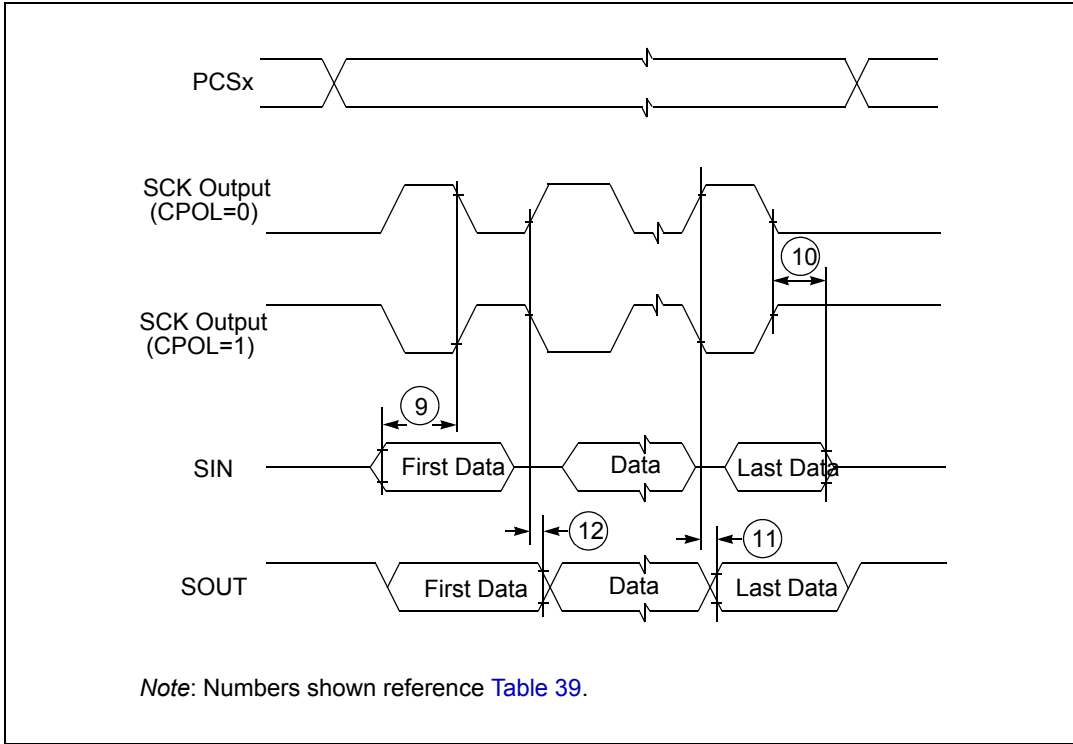 PCSx
SCK Output
(CPOL=0)
10
SCK Output
(CPOL=1)
9
SIN
First Data
Data
Last Data
12
11
SOUT
First Data
Data
Last Data
Note: Numbers shown reference Table 39.